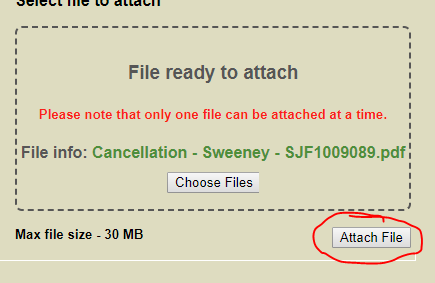 Select file to attach
File ready to attach
Please note that only one file can be attached at a time.
File info: Cancellation - Sweeney - SJF1009089.pdf
Choose Files
Max file size - 30 MB
Attach File